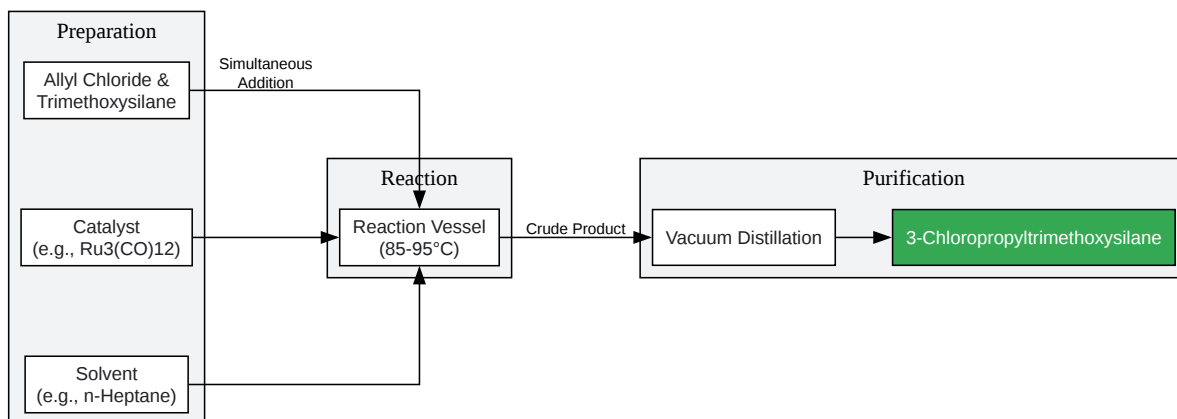 Preparation
Allyl Chloride &
Trimethoxysilane
Simultaneous
Addition
Catalyst
(e.g., Ru3(CO)12)
Solvent
(e.g., n-Heptane)
Reaction
Reaction Vessel
(85-95°C)
Crude Product
Purification
Vacuum Distillation
3-Chloropropyltrimethoxysilane